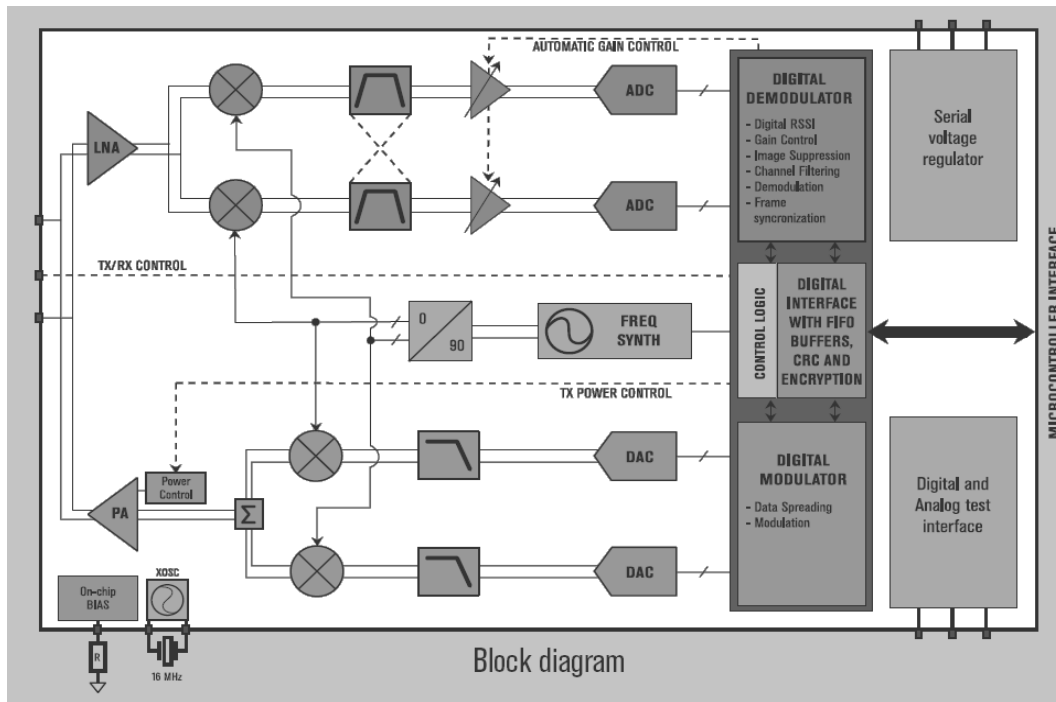 AUTOMATIC GAIN CONTROL
LNA
ADC
ADC
DIGITAL
DEMODULATOR
- Digital RSSI
- Gain Control
- Image Suppression
- Channel Filtering
- Demodulation
- Frame
syncronization
Serial
voltage
regulator
TX/RX CONTROL
0
90
FREQ
SYNTH
CONTROL LOGIC
DIGITAL
INTERFACE
WITH FIFO
BUFFERS,
CRC AND
ENCRYPTION
MICROCONTROLLER INTERFACE
TX POWER CONTROL
Power
Control
PA
Σ
DAC
DAC
DIGITAL
MODULATOR
- Data Spreading
- Modulation
Digital and
Analog test
interface
On-chip
BIAS
XOSC
R
16 MHz
Block diagram